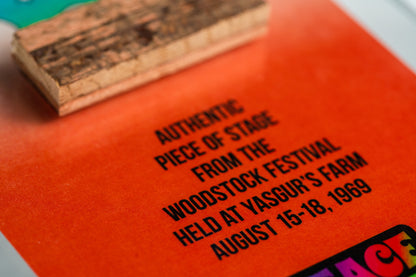 AUTHENTIC
PIECE OF STAGE
FROM THE
WOODSTOCK FESTIVAL
HELD AT YASGUR'S FARM
AUGUST 15-18, 1969